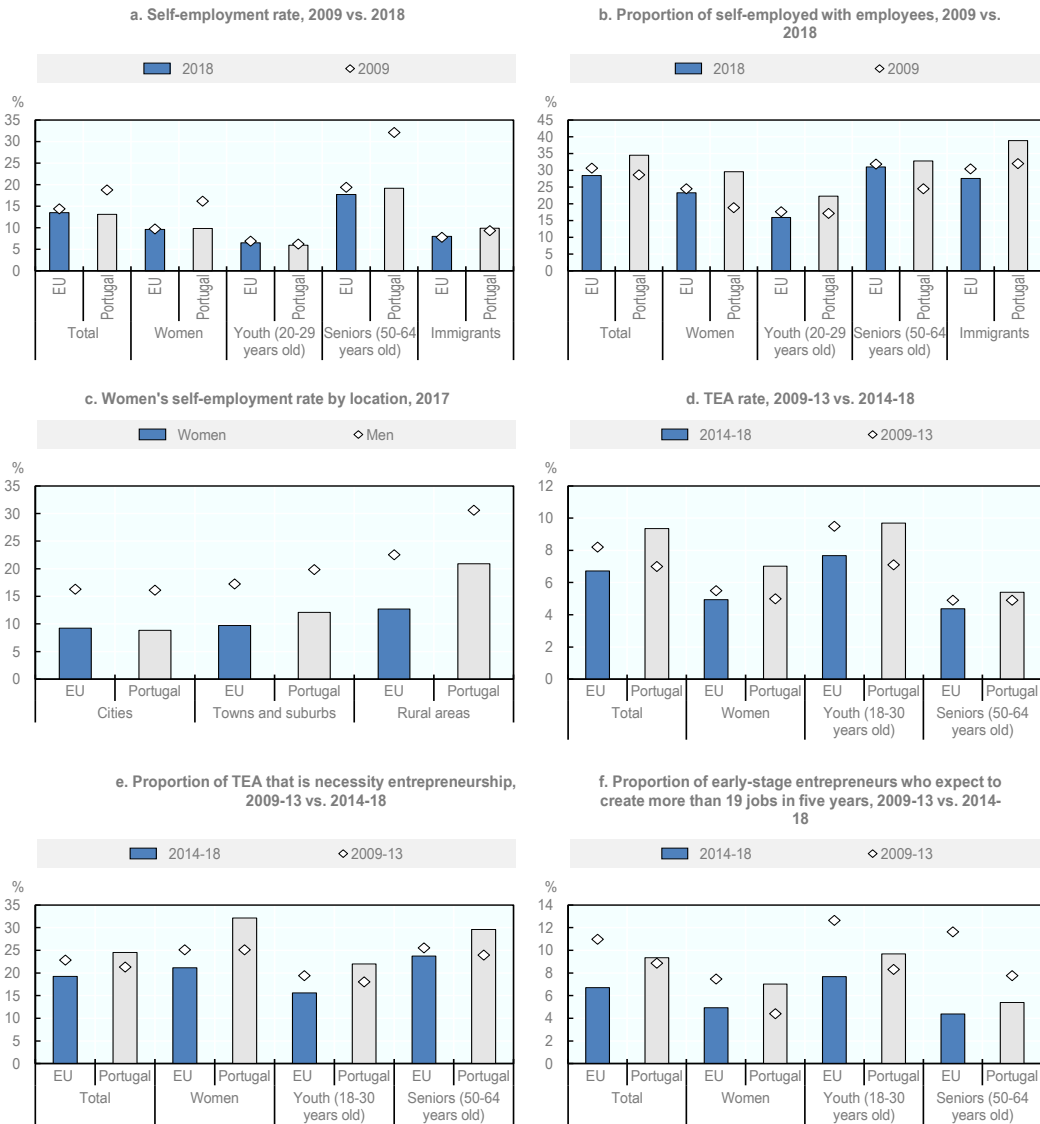 a. Self-employment rate, 2009 vs. 2018
2018
2009
%
35
30
25
20
15
10
5
0
EU
Portugal
EU
Portugal
EU
Portugal
EU
Portugal
EU
Portugal
Total
Women
Youth (20-29
years old)
Seniors (50-64
years old)
Immigrants
b. Proportion of self-employed with employees, 2009 vs.
2018
2018
2009
%
45
40
35
30
25
20
15
10
5
0
EU
Portugal
EU
Portugal
EU
Portugal
EU
Portugal
EU
Portugal
Total
Women
Youth (20-29
years old)
Seniors (50-64
years old)
Immigrants
c. Women's self-employment rate by location, 2017
Women
Men
%
35
30
25
20
15
10
5
0
EU
Portugal
EU
Portugal
EU
Portugal
Cities
Towns and suburbs
Rural areas
d. TEA rate, 2009-13 vs. 2014-18
2014-18
2009-13
%
12
10
8
6
4
2
0
EU
Portugal
EU
Portugal
EU
Portugal
EU
Portugal
Total
Women
Youth (18-30
years old)
Seniors (50-64
years old)
e. Proportion of TEA that is necessity entrepreneurship,
2009-13 vs. 2014-18
2014-18
2009-13
%
35
30
25
20
15
10
5
0
EU
Portugal
EU
Portugal
EU
Portugal
EU
Portugal
Total
Women
Youth (18-30
years old)
Seniors (50-64
years old)
f. Proportion of early-stage entrepreneurs who expect to
create more than 19 jobs in five years, 2009-13 vs. 2014-
18
2014-18
2009-13
%
14
12
10
8
6
4
2
0
EU
Portugal
EU
Portugal
EU
Portugal
EU
Portugal
Total
Women
Youth (18-30
years old)
Seniors (50-64
years old)